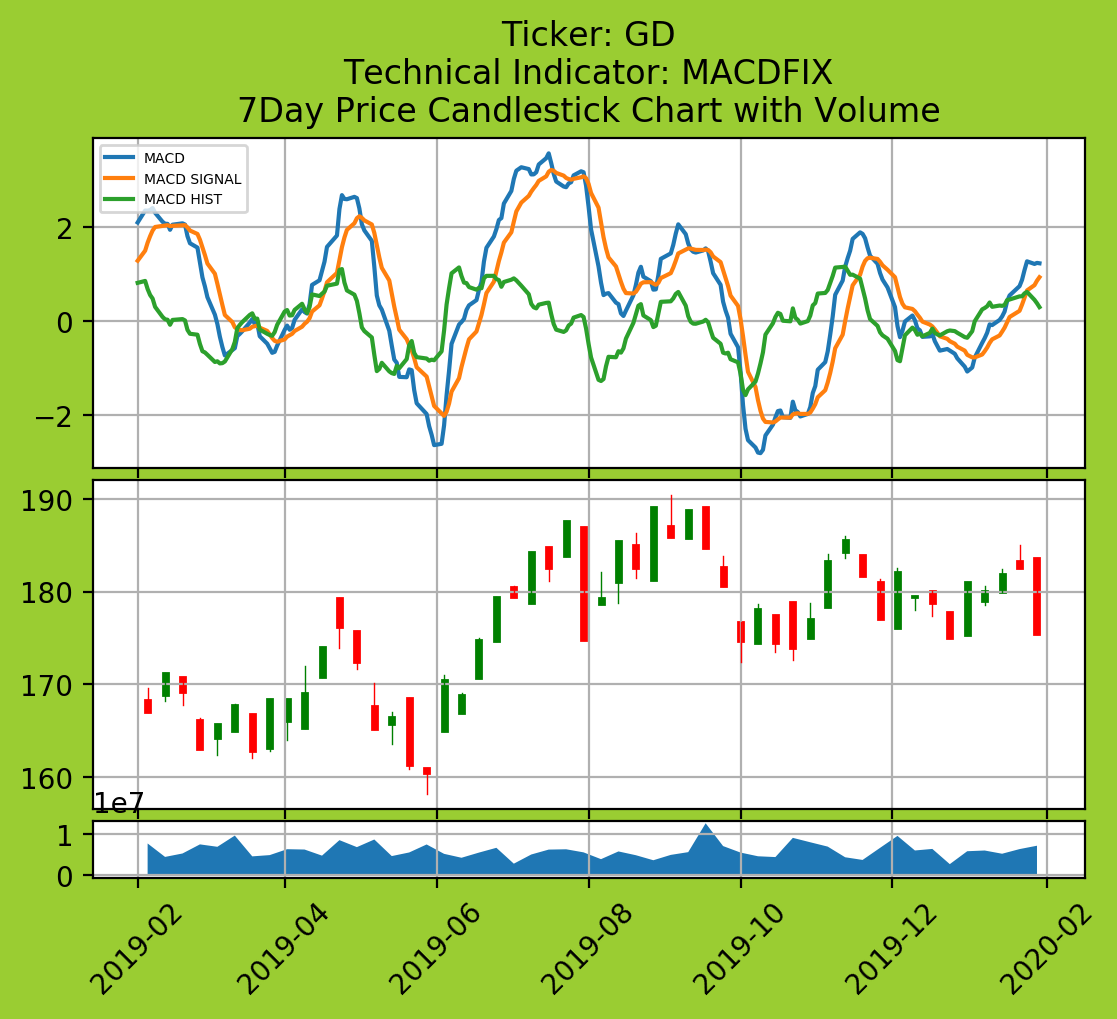 Ticker: GD
Technical Indicator: MACDFIX
7Day Price Candlestick Chart with Volume
MACD
MACD SIGNAL
MACD HIST
2
0
−2
190
180
170
160
1e7
1
0
2019-02
2019-04
2019-06
2019-08
2019-10
2019-12
2020-02